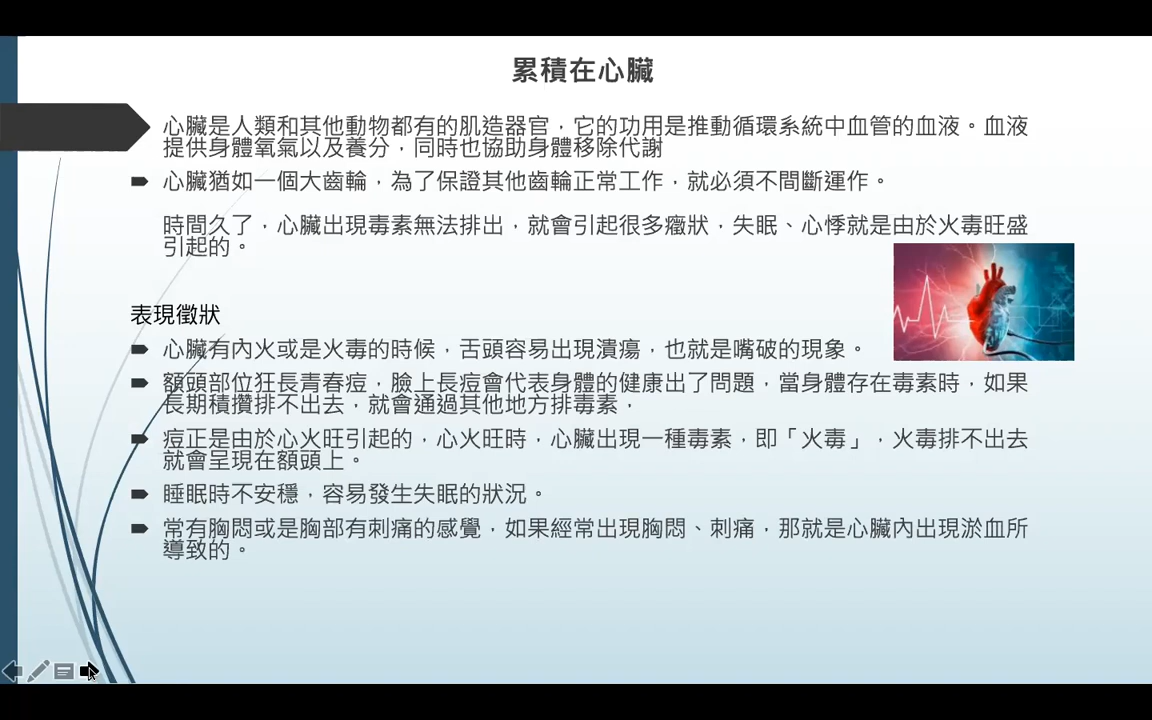 累積在心臟
心臟是人類和其他動物都有的肌造器官，它的功用是推動循環系統中血管的血液。血液
提供身體氧氣以及養分，同時也協助身體移除代謝
心臟猶如一個大齒輪，為了保證其他齒輪正常工作，就必須不間斷運作。
時間久了，心臟出現毒素無法排出，就會引起很多癥狀，失眠、心悸就是由於火毒旺盛
引起的。
表現徵狀
心臟有內火或是火毒的時候，舌頭容易出現潰瘍，也就是嘴破的現象。
額頭部位狂長青春痘，臉上長痘會代表身體的健康出了問題，當身體存在毒素時，如果
長期積攢排不出去，就會通過其他地方排毒素，
痘正是由於心火旺引起的，心火旺時，心臟出現一種毒素，即「火毒」，火毒排不出去
就會呈現在額頭上。
睡眠時不安穩，容易發生失眠的狀況。
常有胸悶或是胸部有刺痛的感覺，如果經常出現胸悶、刺痛，那就是心臟內出現淤血所
導致的。